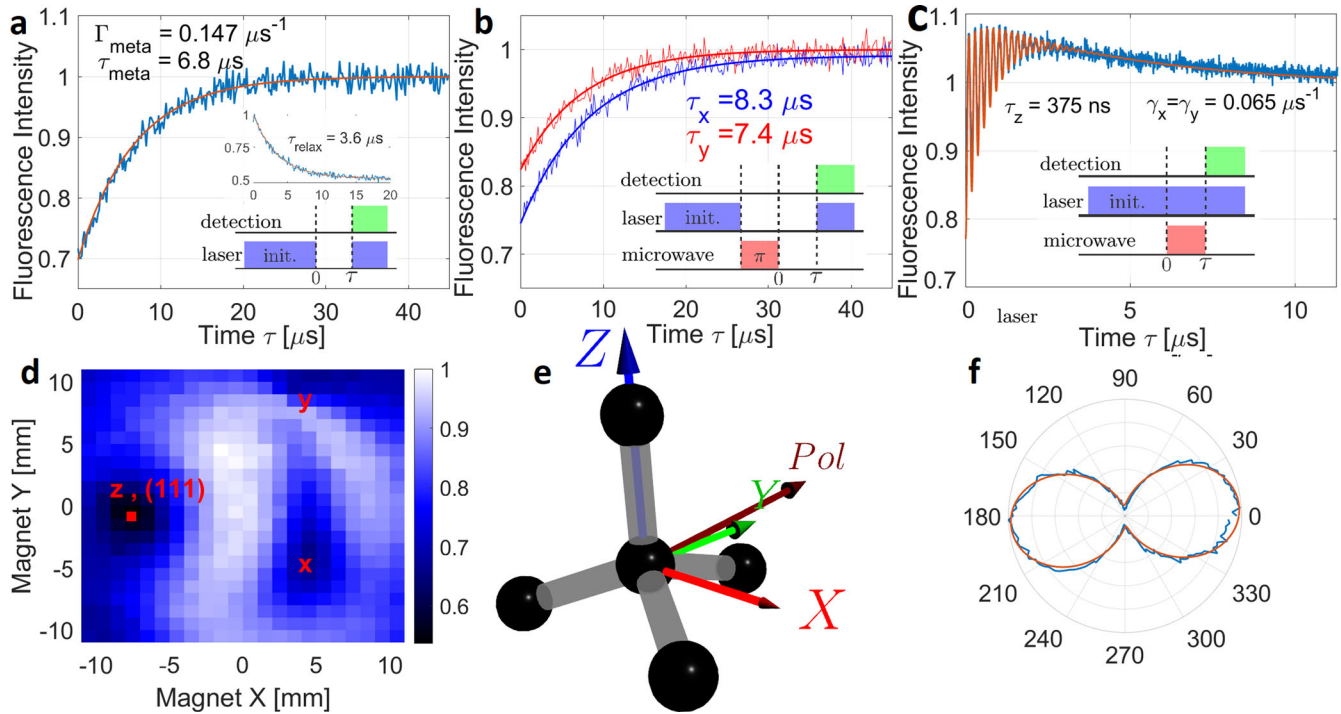 a
Γmeta = 0.147 μs⁻¹
τmeta = 6.8 μs
Fluorescence Intensity
1.1
1
0.9
0.8
0.7
1
0.75
0.5
τrelax = 3.6 μs
0 5 10 15 20
detection
laser
init.
0 τ
0 10 20 30 40
Time τ [μs]
b
Fluorescence Intensity
1
0.9
0.8
0.7
0.6
τx=8.3 μs
τy=7.4 μs
detection
laser
init.
microwave
π
0 τ
0 10 20 30 40
Time τ [μs]
c
Fluorescence Intensity
1.1
1
0.9
0.8
0.7
τz = 375 ns
γx=γy = 0.065 μs⁻¹
detection
laser
init.
microwave
0 τ
5 10
laser
Time τ [μs]
d
Magnet Y [mm]
10
5
0
-5
-10
y
z , (111)
x
-10 -5 0 5 10
Magnet X [mm]
1
0.9
0.8
0.7
0.6
e
Z
Pol
Y
X
f
90
120 60
150 30
180 0
210 330
240 300
270